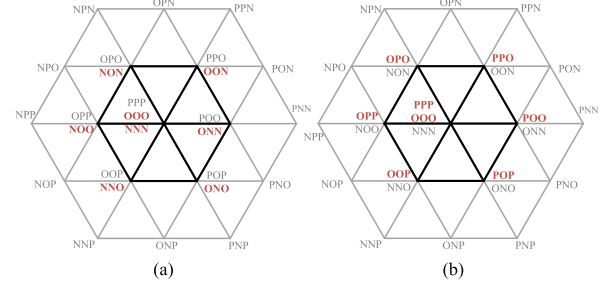 NPN OPN PPN
NPO OPO PPO PON
NON OON
NPP OPP PPP POO PNN
NOO OOO ONN
NNN
NOP OOP POP PNO
NNO ONO
NNP ONP PNP
(a)
NPN OPN PPN
NPO OPO PPO PON
NON OON
NPP OPP PPP POO PNN
NOO OOO ONN
NNN
NOP OOP POP PNO
NNO ONO
NNP ONP PNP
(b)